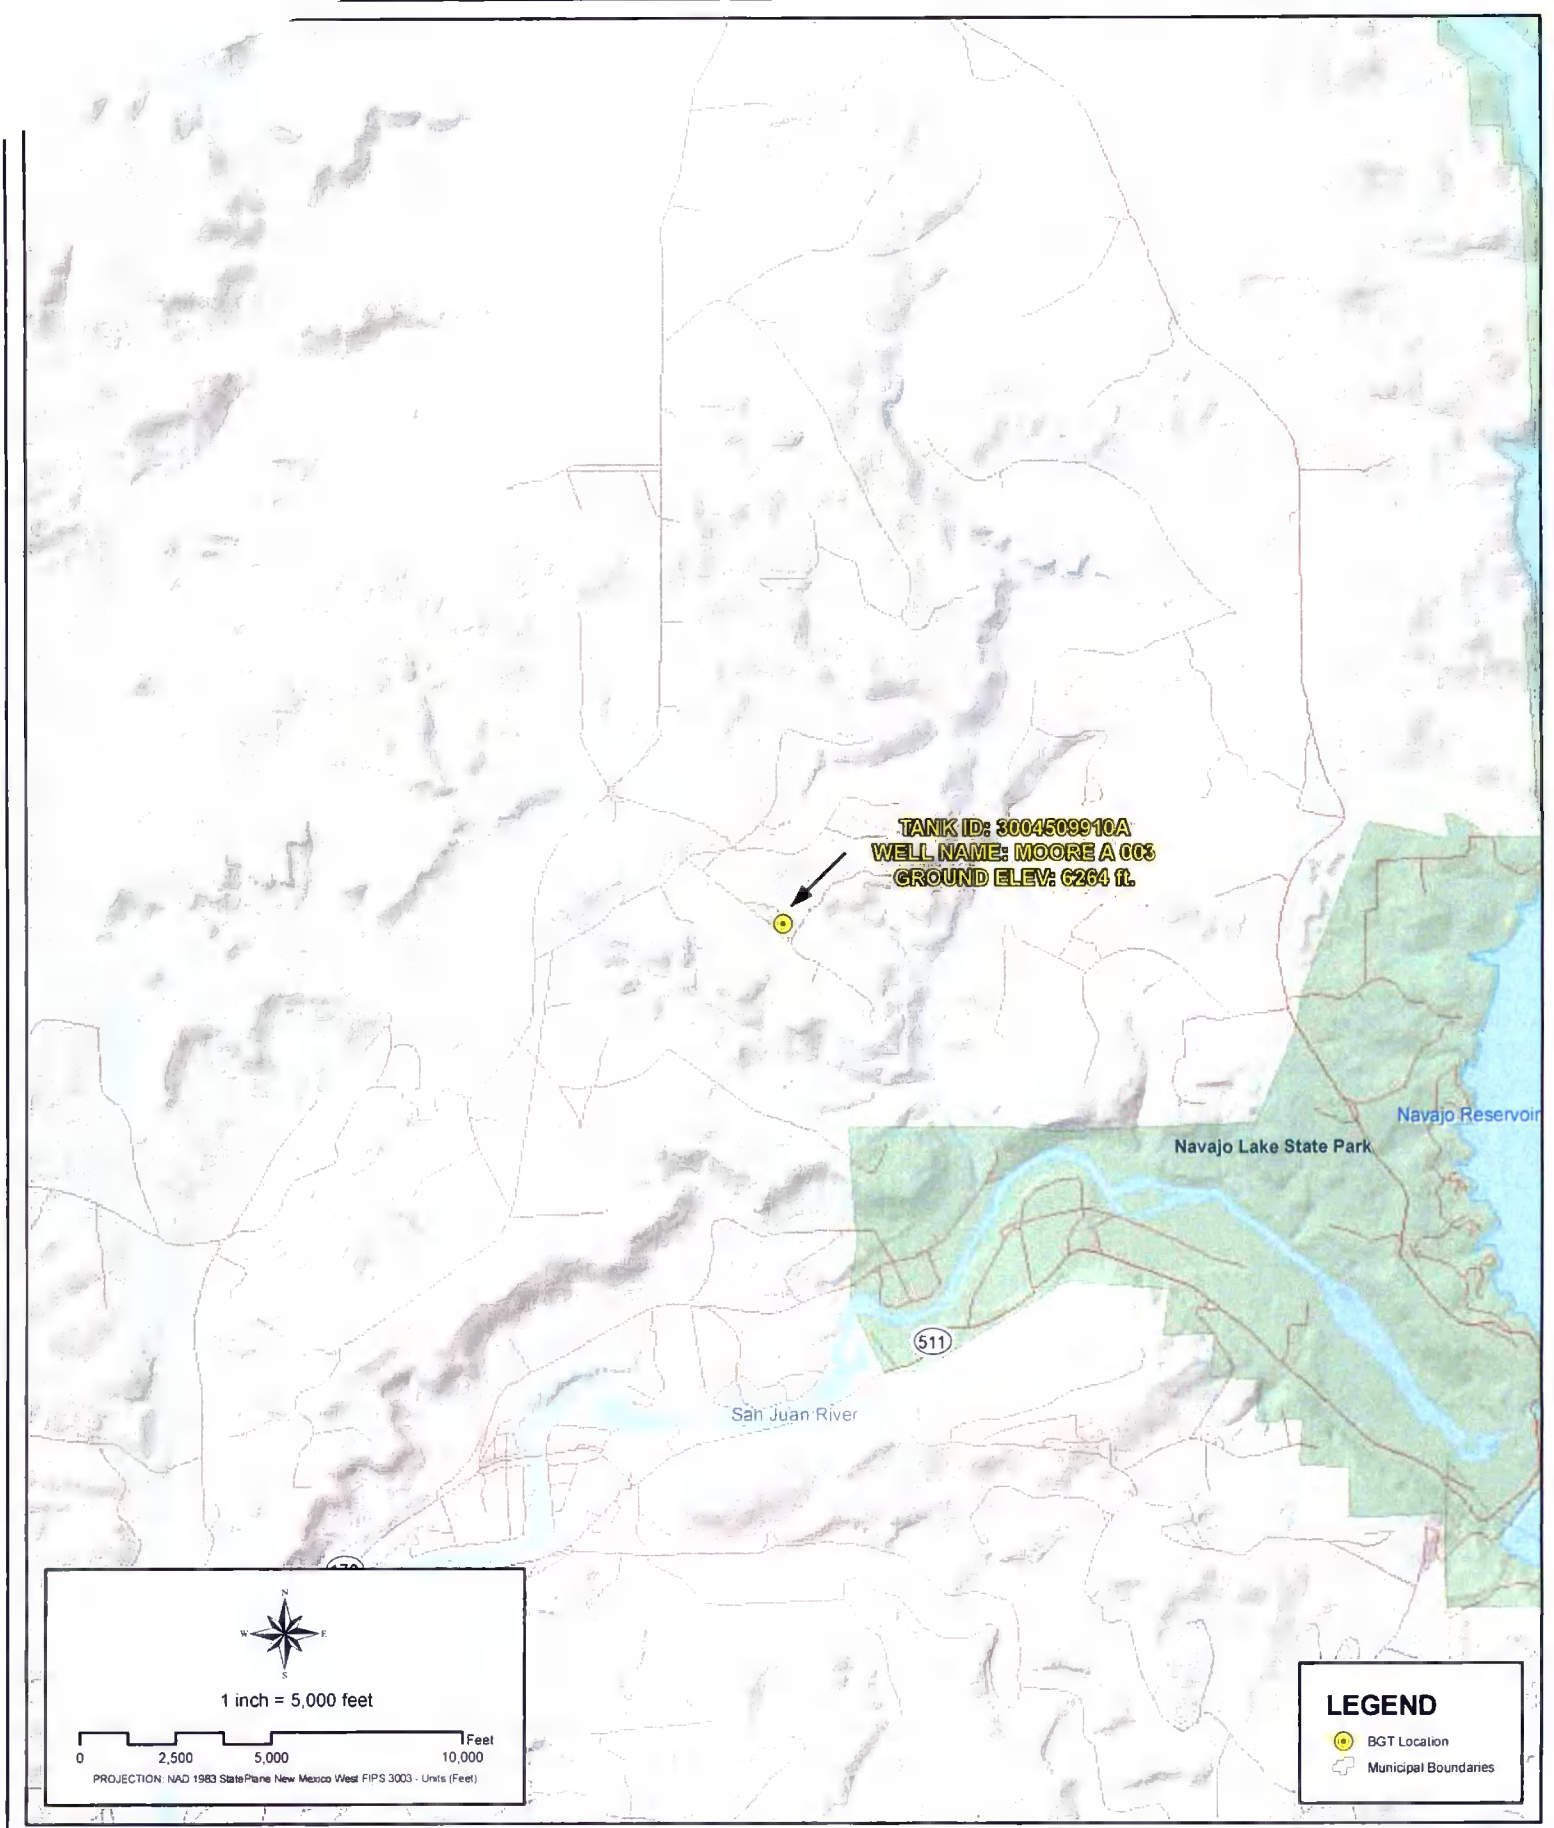 TANK ID: 3004509910A
WELL NAME: MOORE A 003
GROUND ELEV: 6264 ft.
Navajo Reservoir
Navajo Lake State Park
511
San Juan River
N
W E
S
1 inch = 5,000 feet
Feet
0 2,500 5,000 10,000
PROJECTION: NAD 1983 StatePlane New Mexico West FIPS 3003 - Units (Feet)
LEGEND
BGT Location
Municipal Boundaries